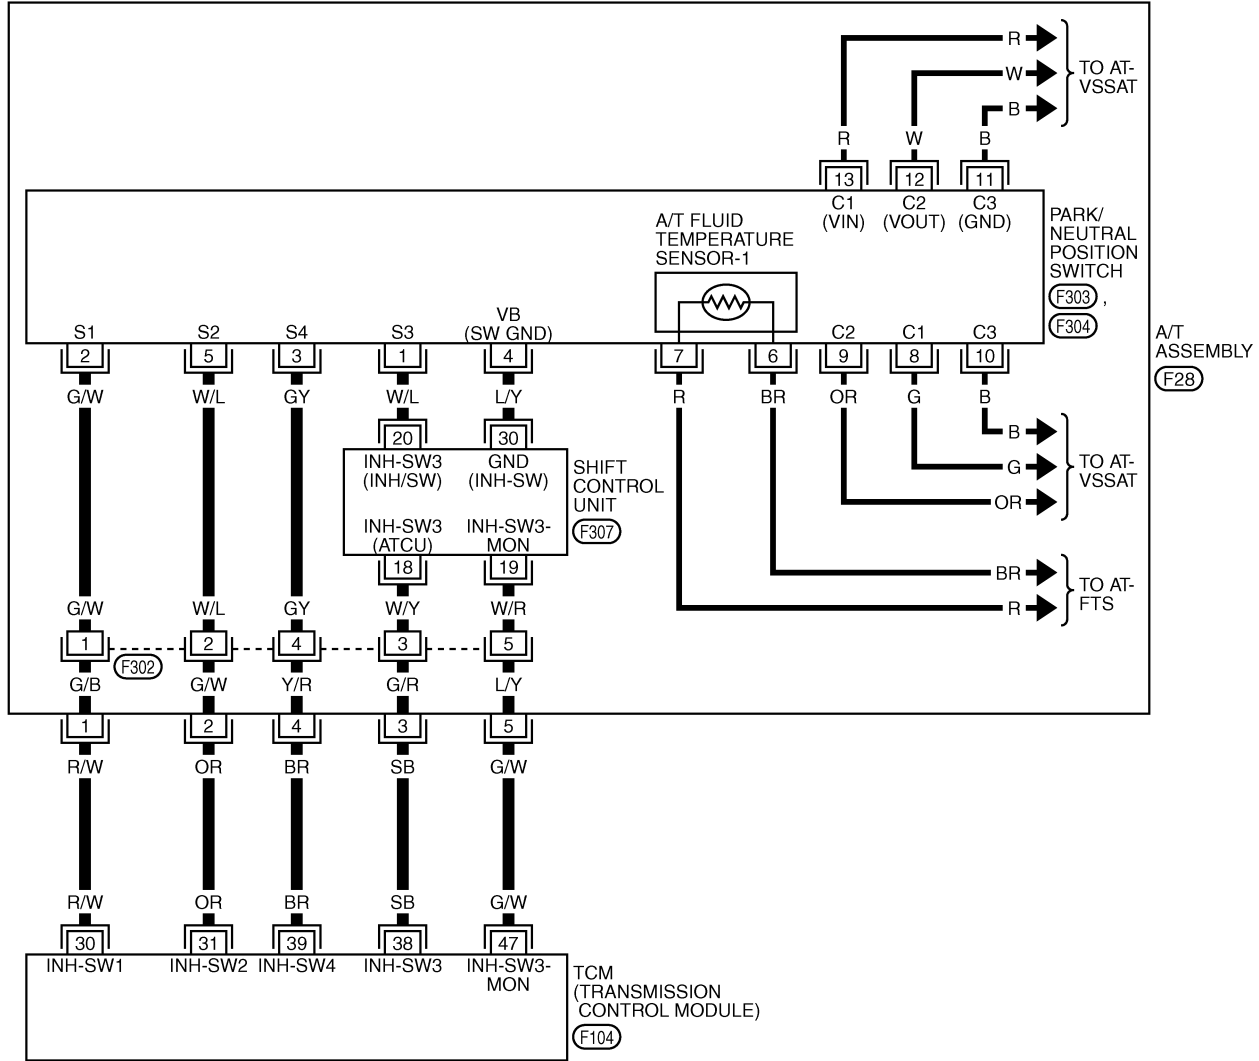 R
W
B
TO AT-
VSSAT
R W B
13 12 11
C1 C2 C3
(VIN) (VOUT) (GND)
PARK/
NEUTRAL
POSITION
SWITCH
F303 ,
F304
A/T FLUID
TEMPERATURE
SENSOR-1
A/T
ASSEMBLY
F28
VB
S1 S2 S4 S3 (SW GND) C2 C1 C3
2 5 3 1 4 7 6 9 8 10
G/W W/L GY W/L L/Y R BR OR G B
B
G
OR
TO AT-
VSSAT
20 30
INH-SW3 GND
(INH/SW) (INH-SW)
SHIFT
CONTROL
UNIT
F307
INH-SW3 INH-SW3-
(ATCU) MON
18 19
BR
R
TO AT-
FTS
G/W W/L GY W/Y W/R
1 2 4 3 5
F302
G/B G/W Y/R G/R L/Y
1 2 4 3 5
R/W OR BR SB G/W
R/W OR BR SB G/W
30 31 39 38 47
INH-SW1 INH-SW2 INH-SW4 INH-SW3 INH-SW3-
MON
TCM
(TRANSMISSION
CONTROL MODULE)
F104